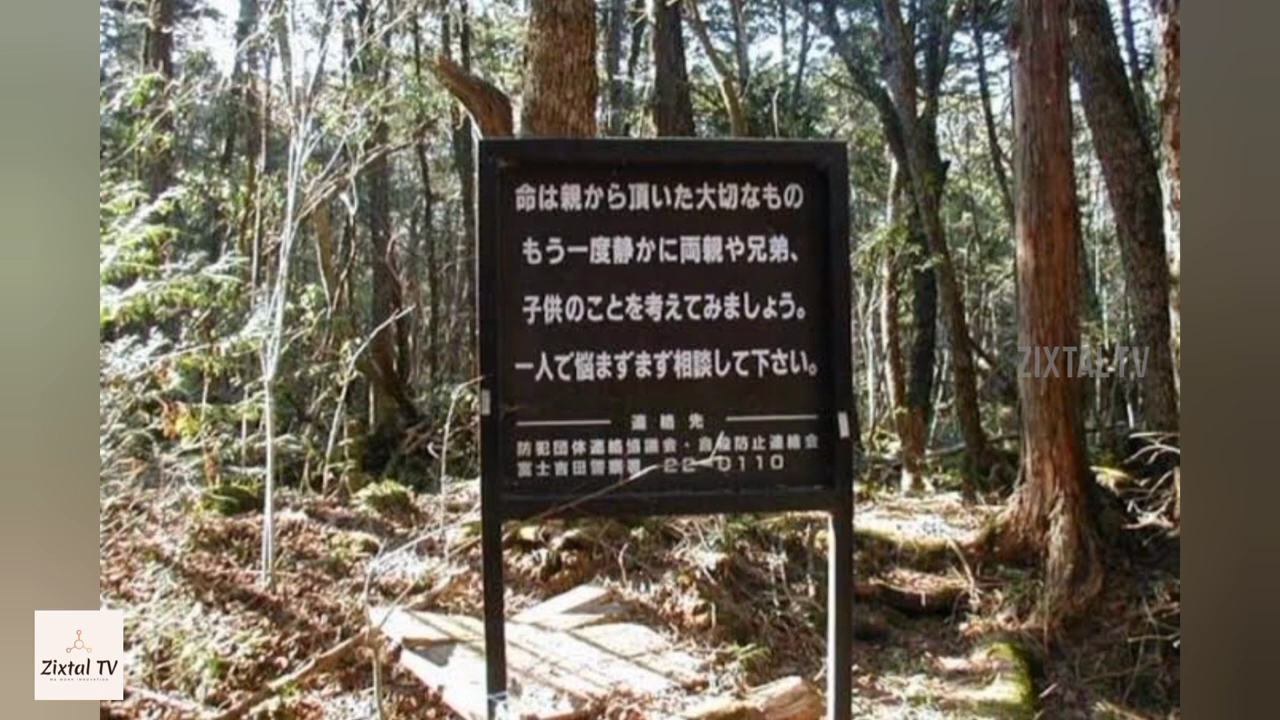 命は親から頂いた大切なもの
もう一度静かに両親や兄弟、
子供のことを考えてみましょう。
一人で悩まずまず相談して下さい。
連絡先
防犯団体連絡協議会・自殺防止連絡会
富士吉田警察署 22-0110
ZIXTAL TV
Zixtal TV
WE WORK INNOVATION